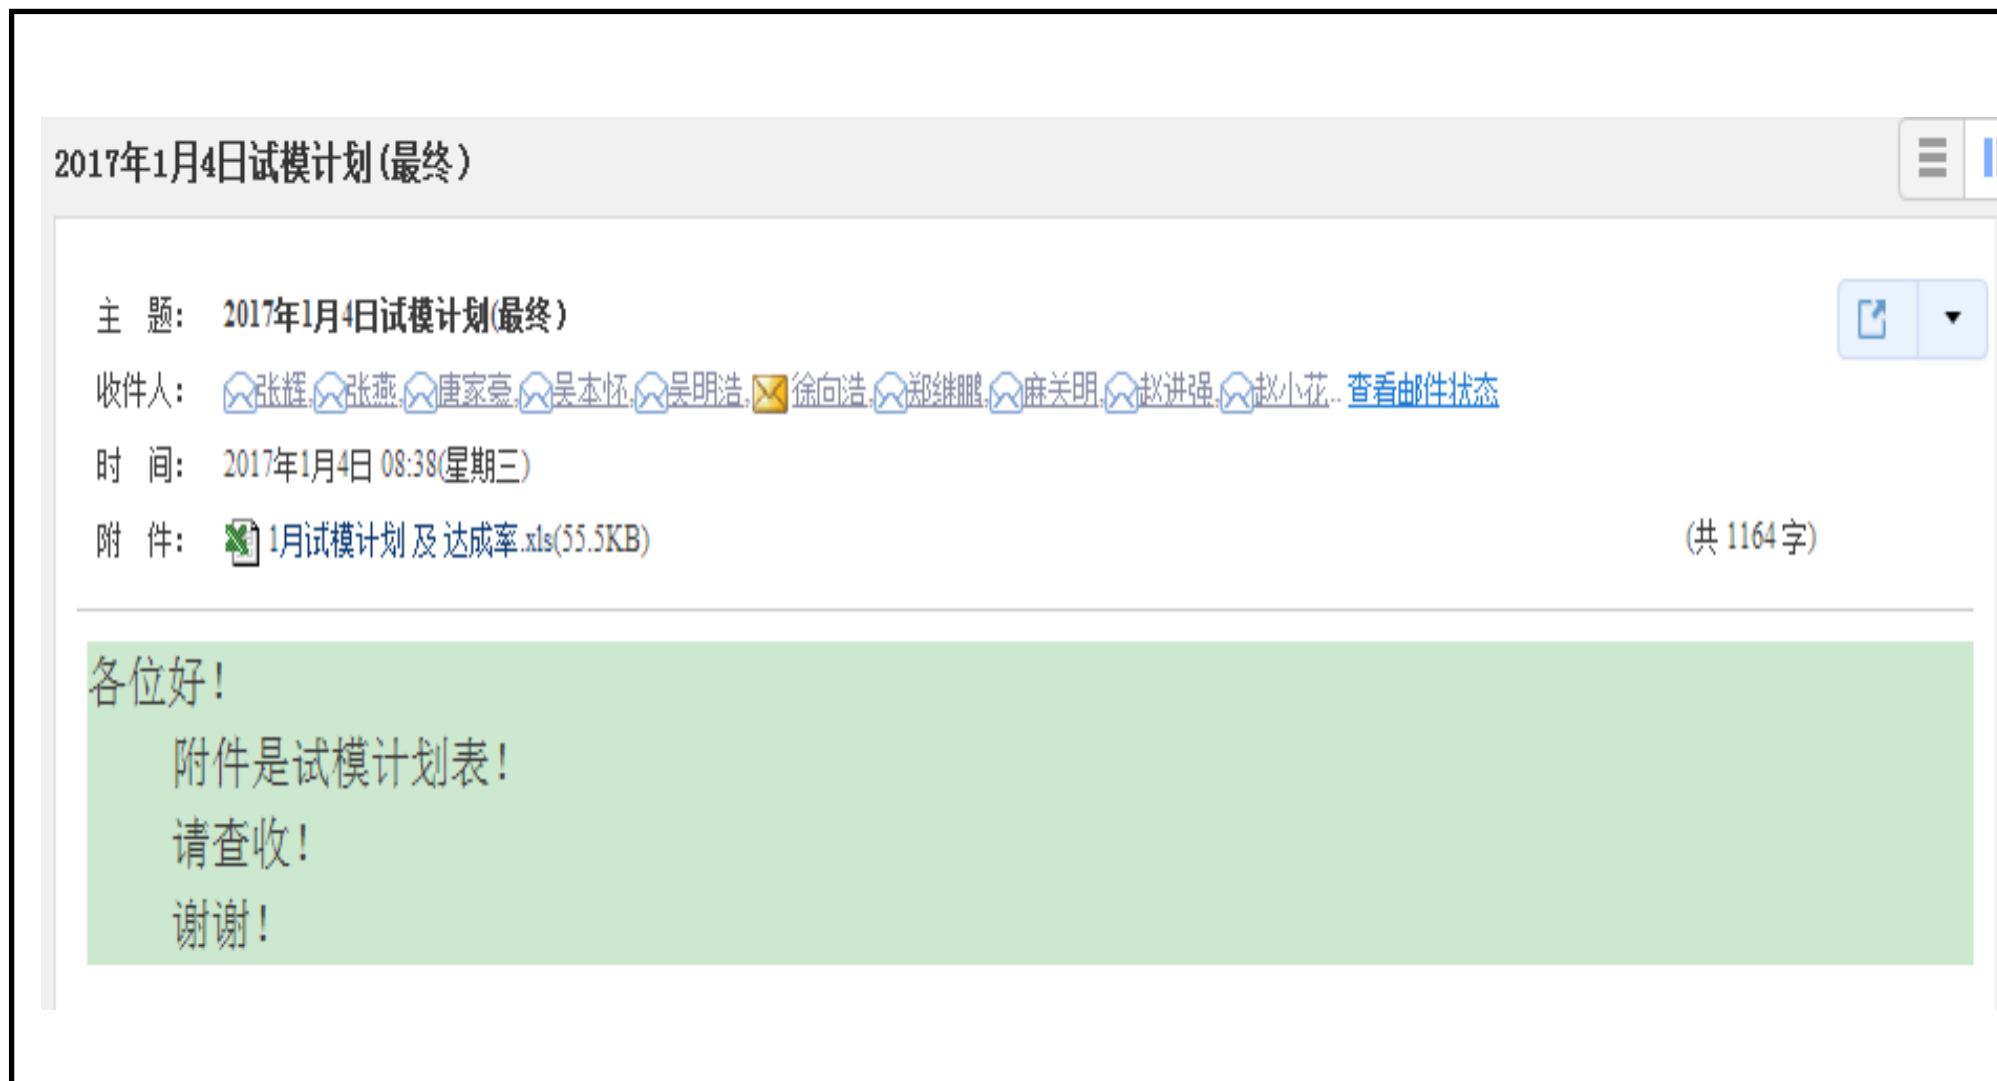 2017年1月4日试模计划(最终)
主 题: 2017年1月4日试模计划(最终)
收件人: 张辉,张燕,唐家豪,吴本怀,吴明浩,徐向浩,郑继鹏,麻关明,赵进强,赵小花.. 查看邮件状态
时 间: 2017年1月4日 08:38(星期三)
附 件: 1月试模计划 及 达成率.xls(55.5KB) (共 1164 字)
各位好!
附件是试模计划表!
请查收!
谢谢!